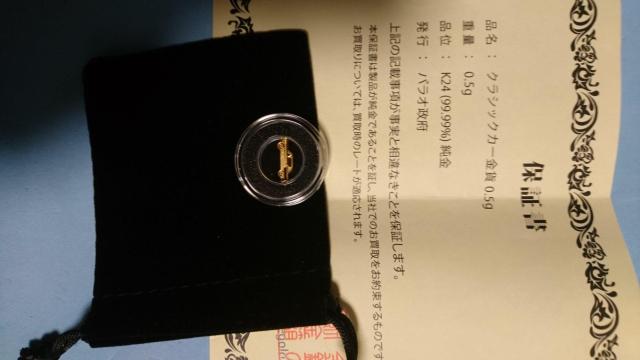 保証書
品名 ： クラシックカー金貨 0.5g
重量 ： 0.5g
品位 ： K24 (99.99%) 純金
発行 ： パラオ政府
上記の記載事項が事実と相違なきことを保証します。
本保証書は製品が純金であることを証し、当社でのお買取をお約束するものです
お買取りについては、買取時のレートが適応されます。